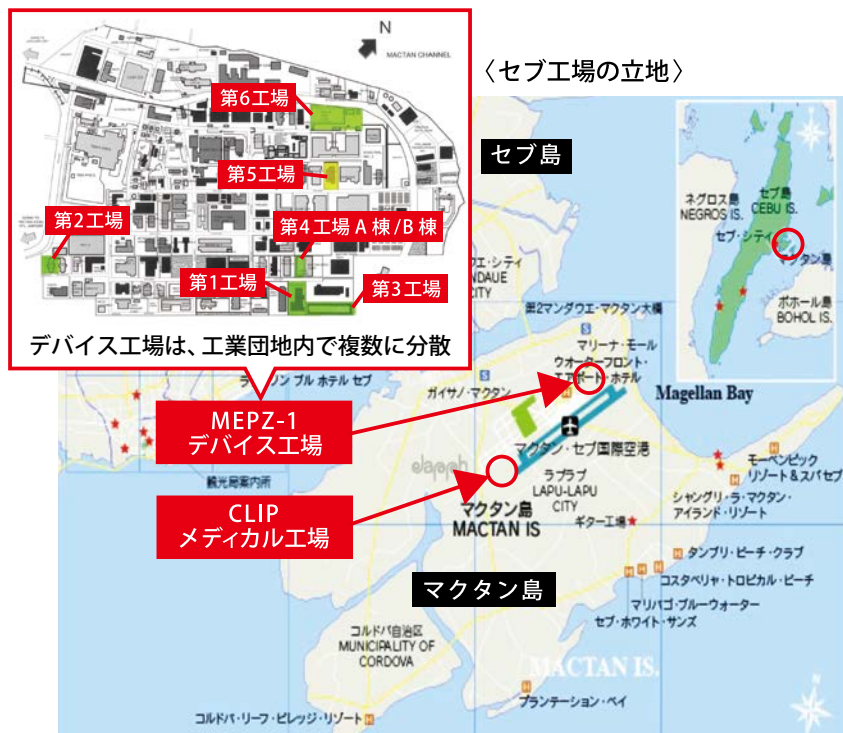 〈セブ工場の立地〉
N
MACTAN CHANNEL
第6工場
第5工場
第2工場
第4工場 A 棟 /B 棟
第1工場
第3工場
デバイス工場は、工業団地内で複数に分散
セブ島
ネグロス島
NEGROS IS.
セブ島
CEBU IS.
セブ・シティ
マクタン島
ボホール島
BOHOL IS.
ウエ・シティ
NDAUE
CITY
第2マンダウエ・マクタン大橋
マリーナ・モール
ウオーターフロント・
エアポート・ホテル
ガイサノ・マクタン
Magellan Bay
MEPZ-1
デバイス工場
マクタン・セブ国際空港
モーベンピック
リゾート&スパセブ
観光局案内所
ラプラプ
LAPU-LAPU
CITY
シャングリ・ラ・マクタン・
アイランド・リゾート
CLIP
メディカル工場
マクタン島
MACTAN IS
ギター工場
タンブリ・ビーチ・クラブ
コスタベリャ・トロピカル・ビーチ
マクタン島
マリバゴ・ブルーウォーター
セブ・ホワイト・サンズ
コルドバ自治区
MUNICIPALITY OF
CORDOVA
MACTAN IS.
プランテーション・ベイ
コルドバ・リーフ・ビレッジ・リゾート
N